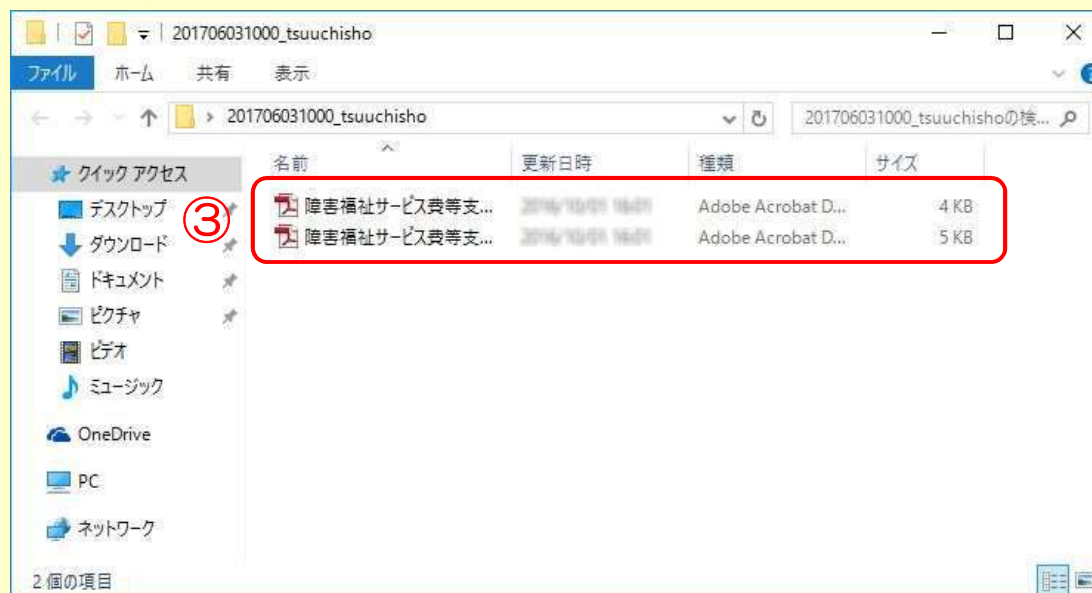 201706031000_tsuuchisho
ファイル ホーム 共有 表示
201706031000_tsuuchisho 201706031000_tsuuchishoの検...
名前 更新日時 種類 サイズ
クイック アクセス
デスクトップ
ダウンロード
ドキュメント
ピクチャ
ビデオ
ミュージック
OneDrive
PC
ネットワーク
③
障害福祉サービス費等支... Adobe Acrobat D... 4 KB
障害福祉サービス費等支... Adobe Acrobat D... 5 KB
2 個の項目